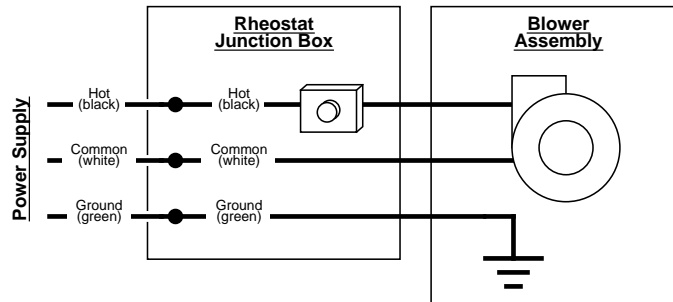 Rheostat
Junction Box
Blower
Assembly
Power Supply
Hot
(black)
Hot
(black)
Common
(white)
Common
(white)
Ground
(green)
Ground
(green)